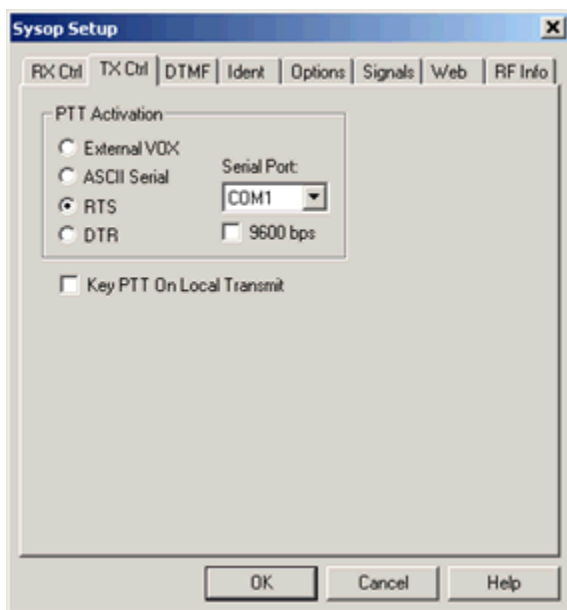 Sysop Setup
RX Ctrl TX Ctrl DTMF Ident Options Signals Web RF Info
PTT Activation
External VOX
ASCII Serial
Serial Port:
COM1
RTS
DTR
9600 bps
Key PTT On Local Transmit
OK Cancel Help